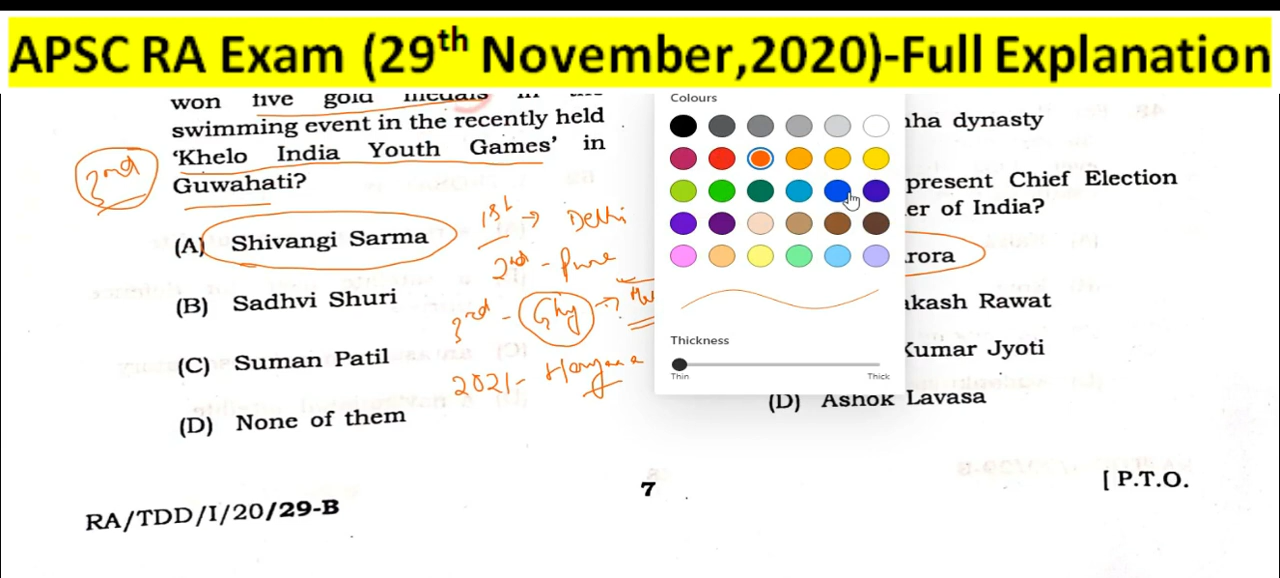 APSC RA Exam (29th November,2020)-Full Explanation
won five gold medals in the
swimming event in the recently held
'Khelo India Youth Games' in
Guwahati?
(A) Shivangi Sarma
(B) Sadhvi Shuri
(C) Suman Patil
(D) None of them
1st → Delhi
2nd - Pune
3rd - Ghy →
2021 - Haryana
Colours
Thickness
Thin Thick
nha dynasty
present Chief Election
er of India?
rora
akash Rawat
Kumar Jyoti
(D) Ashok Lavasa
RA/TDD/I/20/29-B
7
[ P.T.O.